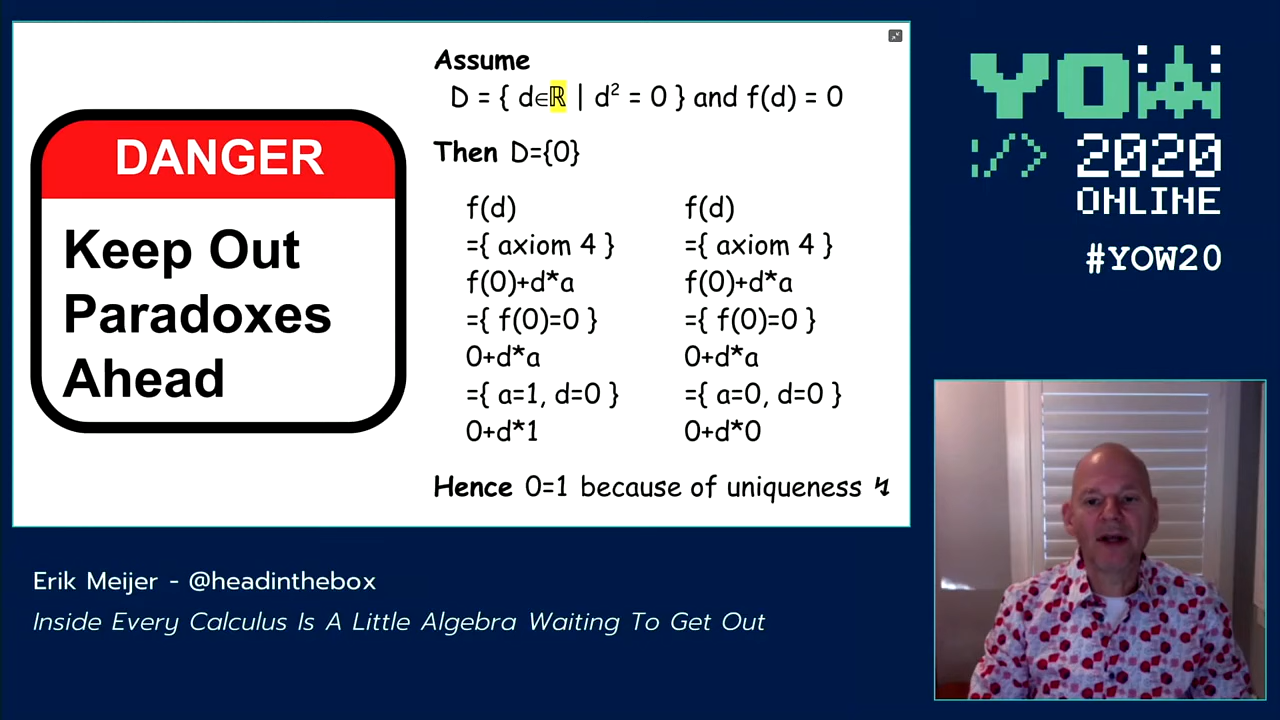 DANGER
Keep Out
Paradoxes
Ahead
Assume
D = { d∈ℝ | d² = 0 } and f(d) = 0
Then D={0}
f(d)
={ axiom 4 }
f(0)+d*a
={ f(0)=0 }
0+d*a
={ a=1, d=0 }
0+d*1
f(d)
={ axiom 4 }
f(0)+d*a
={ f(0)=0 }
0+d*a
={ a=0, d=0 }
0+d*0
Hence 0=1 because of uniqueness ↯
YOW
:/> 2020
ONLINE
#YOW20
Erik Meijer - @headinthebox
Inside Every Calculus Is A Little Algebra Waiting To Get Out